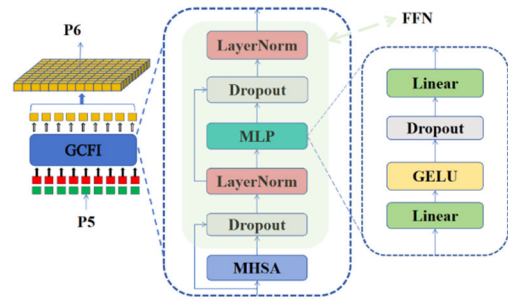 P6
GCFI
P5
LayerNorm
Dropout
MLP
LayerNorm
Dropout
MHSA
FFN
Linear
Dropout
GELU
Linear